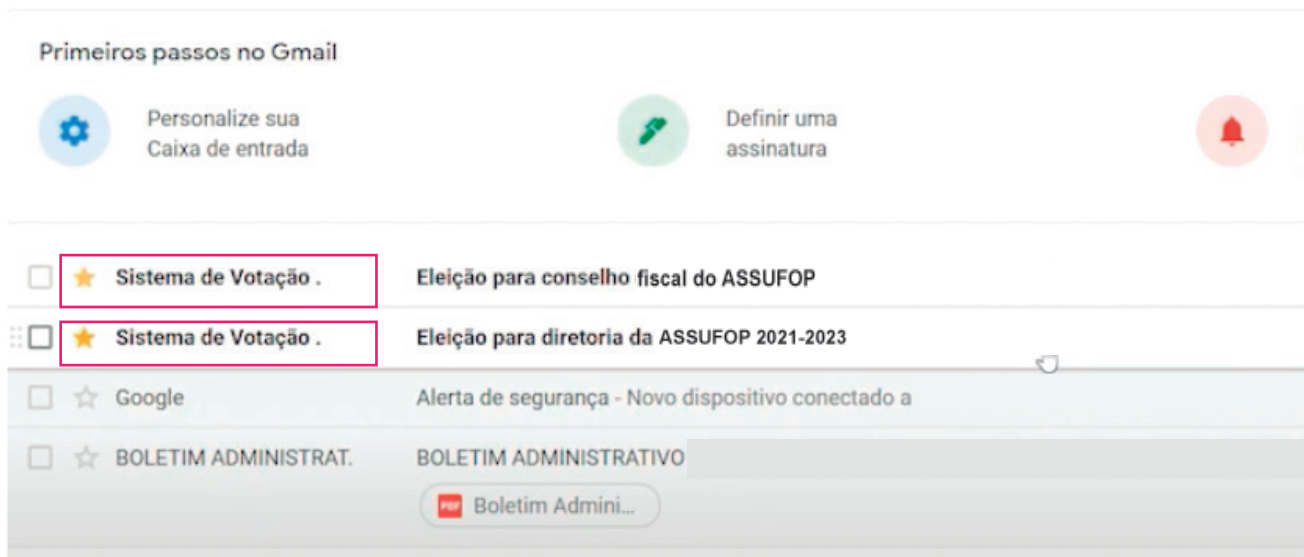 Primeiros passos no Gmail
Personalize sua
Caixa de entrada
Definir uma
assinatura
Sistema de Votação . Eleição para conselho fiscal do ASSUFOP
Sistema de Votação . Eleição para diretoria da ASSUFOP 2021-2023
Google Alerta de segurança - Novo dispositivo conectado a
BOLETIM ADMINISTRAT. BOLETIM ADMINISTRATIVO
PDF Boletim Admini...